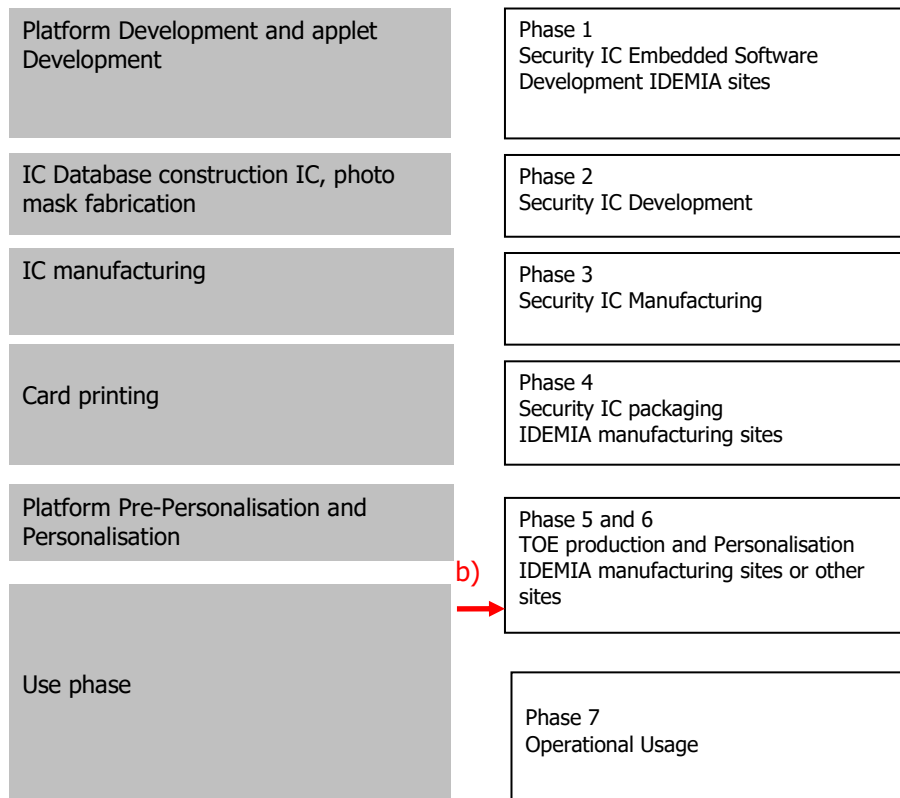 Platform Development and applet
Development
Phase 1
Security IC Embedded Software
Development IDEMIA sites
IC Database construction IC, photo
mask fabrication
Phase 2
Security IC Development
IC manufacturing
Phase 3
Security IC Manufacturing
Card printing
Phase 4
Security IC packaging
IDEMIA manufacturing sites
Platform Pre-Personalisation and
Personalisation
b)
Phase 5 and 6
TOE production and Personalisation
IDEMIA manufacturing sites or other
sites
Use phase
Phase 7
Operational Usage